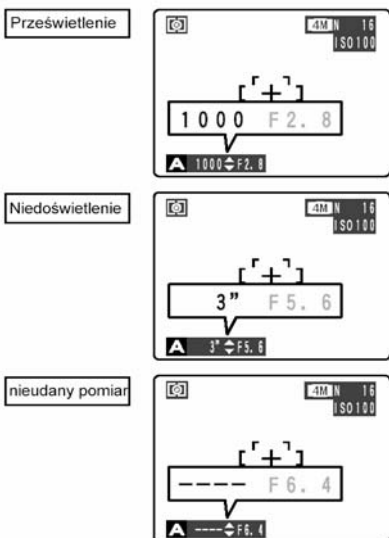 Prześwietlenie
4M N 16
ISO100
1000 F2.8
A 1000 F2.8
Niedoświetlenie
4M N 16
ISO100
3” F5.6
A 3” F5.6
nieudany pomiar
4M N 16
ISO100
---- F6.4
A ---- F6.4